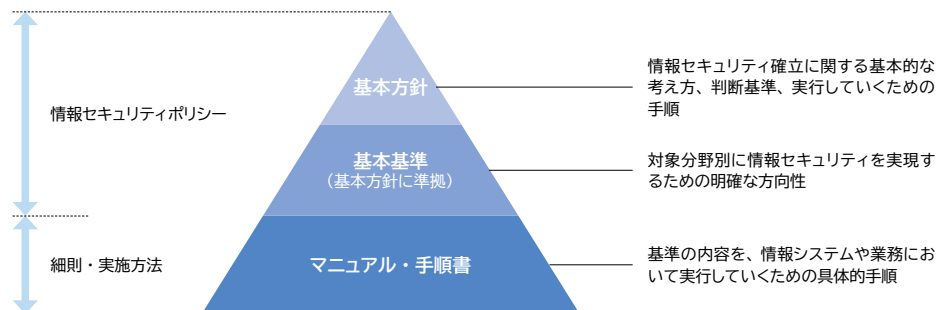 基本方針
情報セキュリティ確立に関する基本的な
考え方、判断基準、実行していくための
手順
情報セキュリティポリシー
基本基準
（基本方針に準拠）
対象分野別に情報セキュリティを実現す
るための明確な方向性
細則・実施方法
マニュアル・手順書
基準の内容を、情報システムや業務にお
いて実行していくための具体的手順